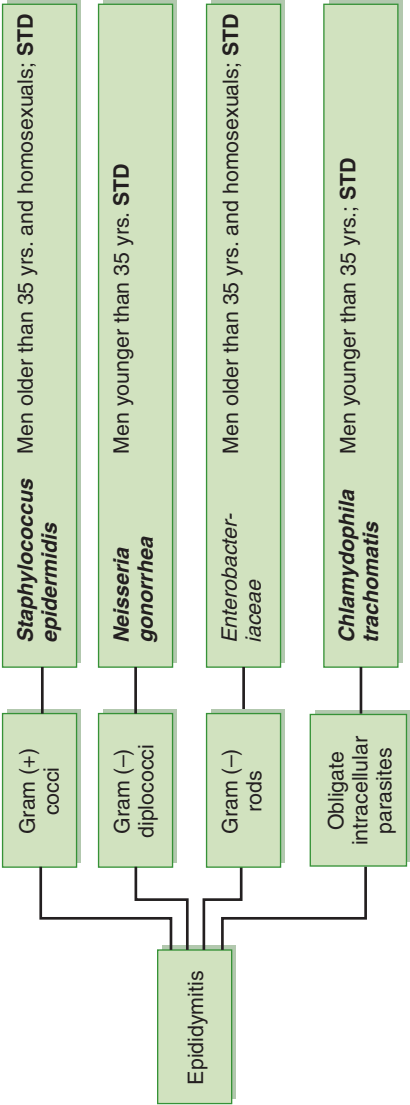 Epididymitis
Gram (+)
cocci
Staphylococcus
epidermidis
Men older than 35 yrs. and homosexuals; STD
Gram (−)
diplococci
Neisseria
gonorrhea
Men younger than 35 yrs. STD
Gram (−)
rods
Enterobacter-
iaceae
Men older than 35 yrs. and homosexuals; STD
Obligate
intracellular
parasites
Chlamydophila
trachomatis
Men younger than 35 yrs.; STD